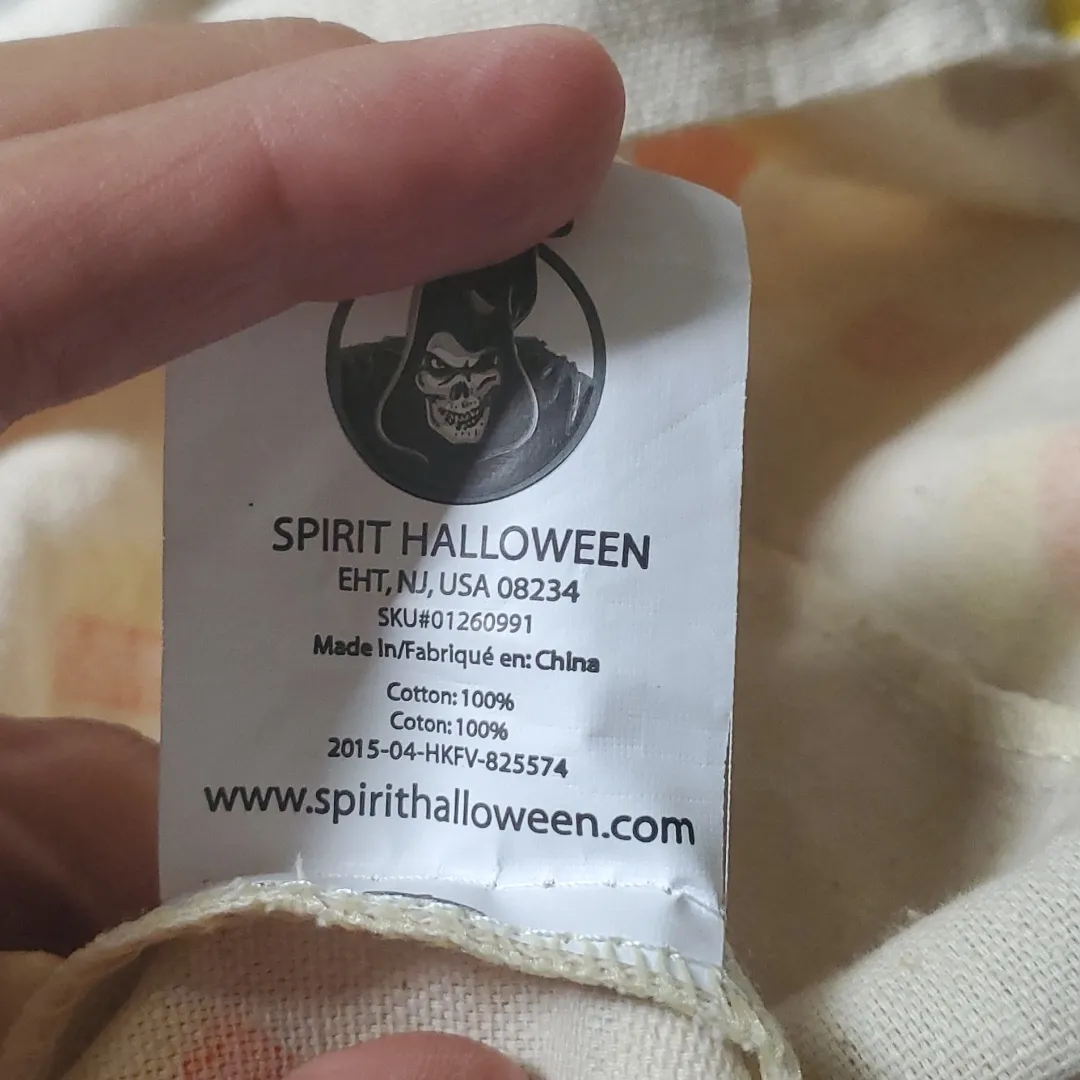 SPIRIT HALLOWEEN
EHT, NJ, USA 08234
SKU#01260991
Made In/Fabriqué en: China
Cotton: 100%
Coton: 100%
2015-04-HKFV-825574
www.spirithalloween.com